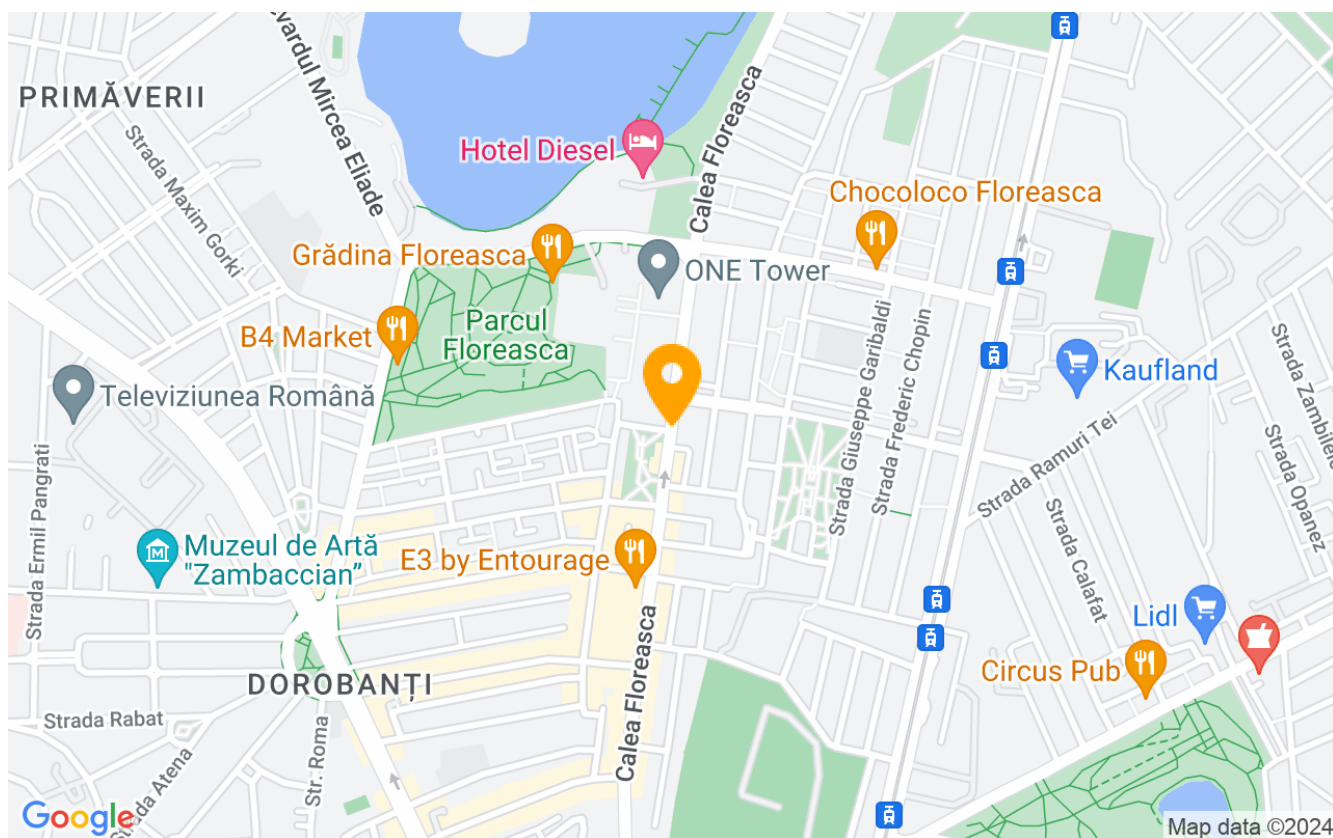 vardul Mircea Eliade
PRIMĂVERII
Strada Maxim Gorki
Hotel Diesel
Calea Floreasca
Chocoloco Floreasca
Grădina Floreasca
ONE Tower
B4 Market
Parcul
Floreasca
Televiziunea Română
Kaufland
Strada Giuseppe Garibaldi
Strada Frederic Chopin
Strada Ramuri Tei
Strada Zambilelo
Strada Opanez
Strada Ermil Pangrati
Muzeul de Artă
"Zambaccian”
E3 by Entourage
Strada Calafat
Lidl
Circus Pub
DOROBANȚI
Calea Floreasca
Strada Rabat
Str. Roma
Strada Atena
Google
Map data ©2024